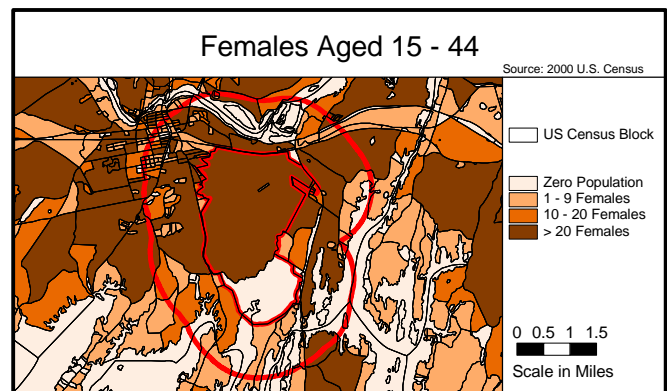 Females Aged 15 - 44
Source: 2000 U.S. Census
US Census Block
Zero Population
1 - 9 Females
10 - 20 Females
> 20 Females
0 0.5 1 1.5
Scale in Miles